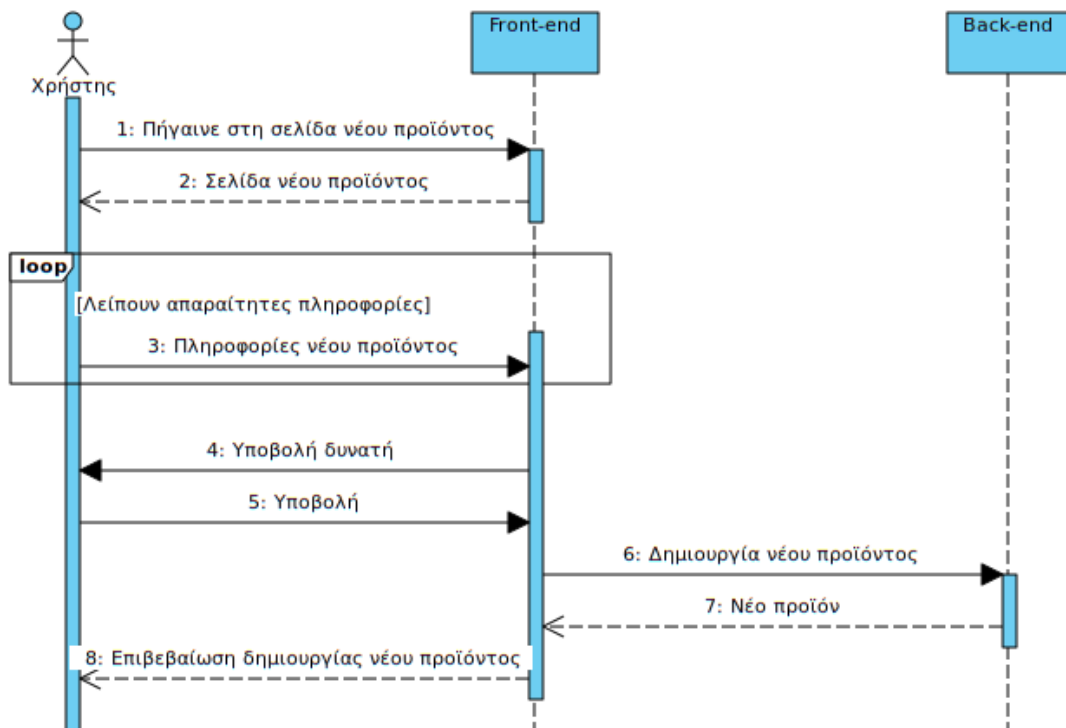 Front-end
Back-end
Χρήστης
1: Πήγαινε στη σελίδα νέου προϊόντος
2: Σελίδα νέου προϊόντος
loop
[Λείπουν απαραίτητες πληροφορίες]
3: Πληροφορίες νέου προϊόντος
4: Υποβολή δυνατή
5: Υποβολή
6: Δημιουργία νέου προϊόντος
7: Νέο προϊόν
8: Επιβεβαίωση δημιουργίας νέου προϊόντος